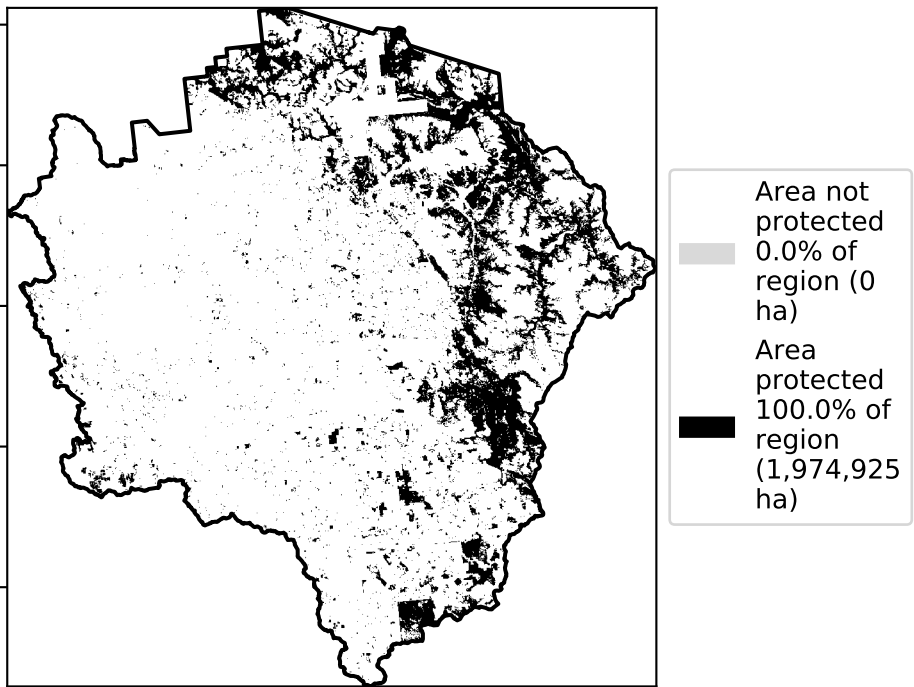 Area not
protected
0.0% of
region (0
ha)
Area
protected
100.0% of
region
(1,974,925
ha)